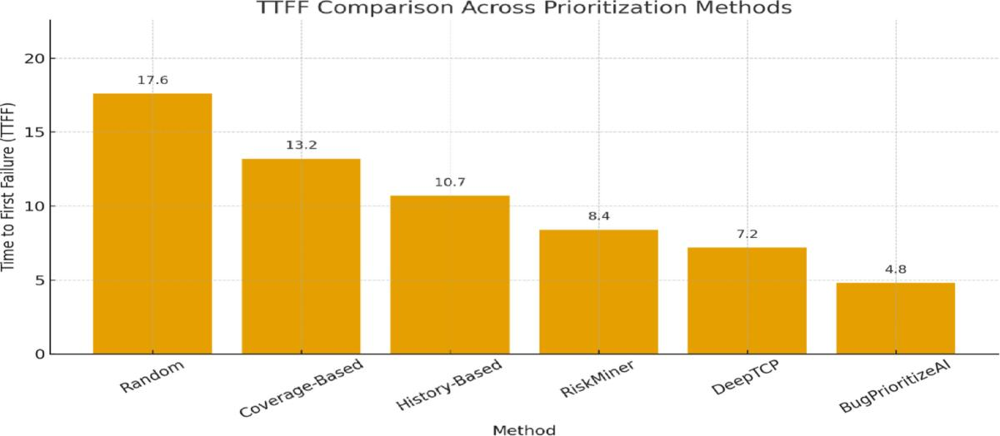 TTFF Comparison Across Prioritization Methods
Time to First Failure (TTFF)
20
15
10
5
0
17.6
13.2
10.7
8.4
7.2
4.8
Random
Coverage-Based
History-Based
RiskMiner
DeepTCP
BugPrioritizeAI
Method